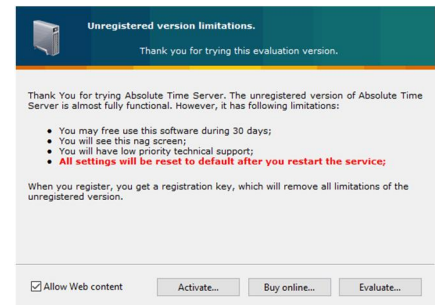 Unregistered version limitations.
Thank you for trying this evaluation version.
Thank You for trying Absolute Time Server. The unregistered version of Absolute Time
Server is almost fully functional. However, it has following limitations:
● You may free use this software during 30 days;
● You will see this nag screen;
● You will have low priority technical support;
● All settings will be reset to default after you restart the service;
When you register, you get a registration key, which will remove all limitations of the
unregistered version.
Allow Web content
Activate...
Buy online...
Evaluate...